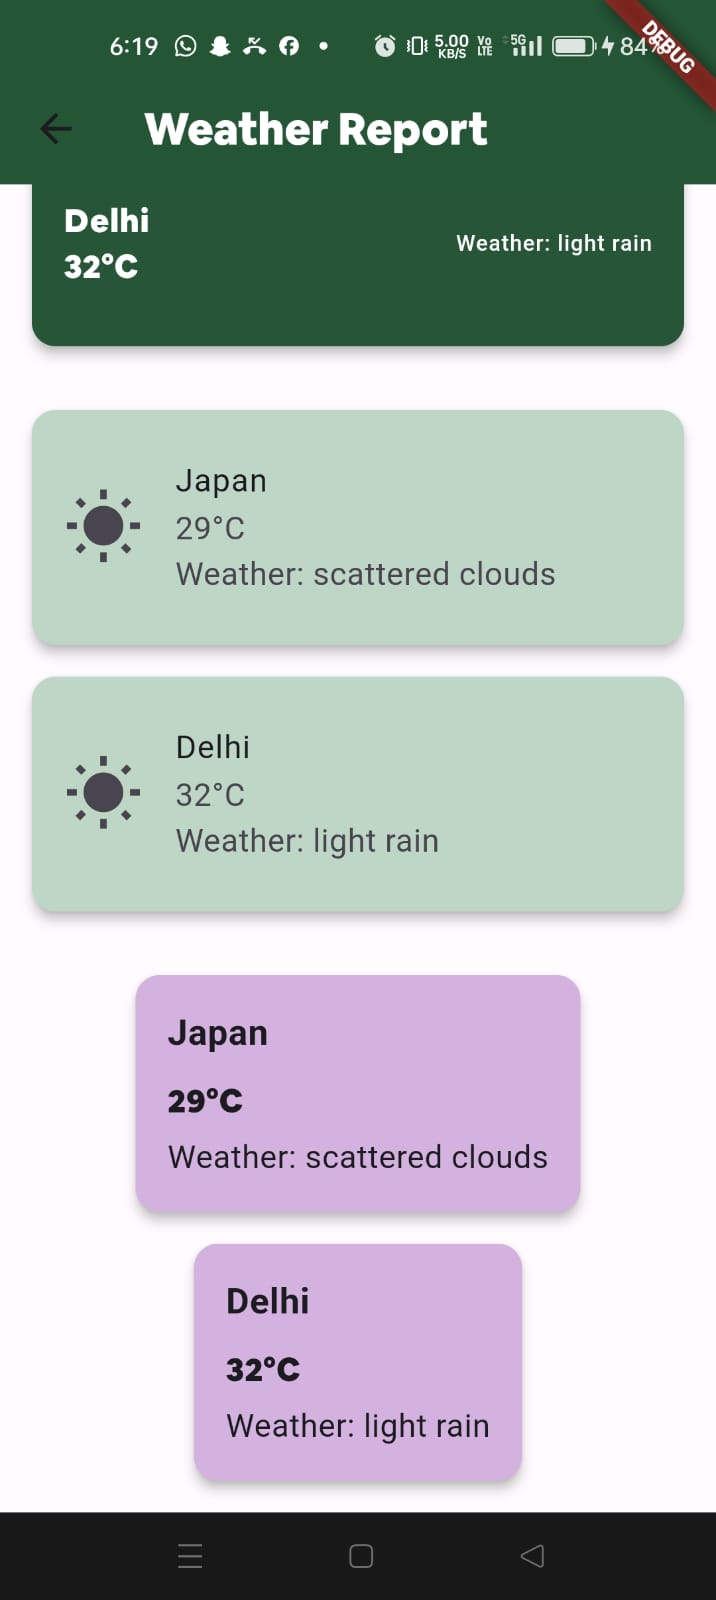 6:19 5.00 KB/S Vo LTE 5G 84%
DEBUG
Weather Report
Delhi
32°C
Weather: light rain
Japan
29°C
Weather: scattered clouds
Delhi
32°C
Weather: light rain
Japan
29°C
Weather: scattered clouds
Delhi
32°C
Weather: light rain